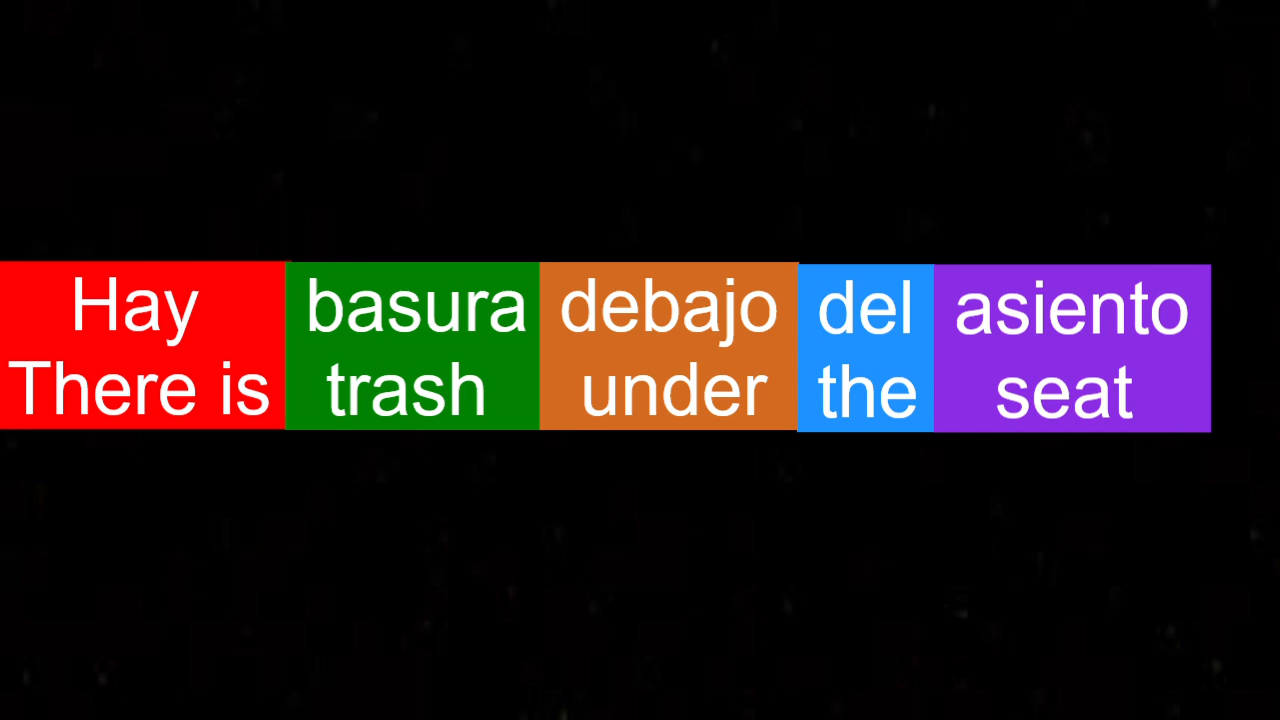 Hay basura debajo del asiento
There is trash under the seat